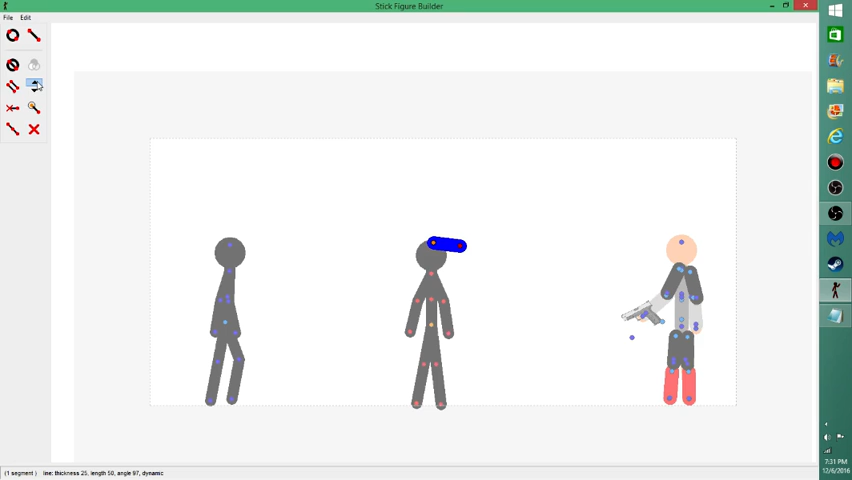 Stick Figure Builder
File Edit
(1 segment ) line: thickness 25, length 50, angle 97, dynamic
7:31 PM
12/6/2016